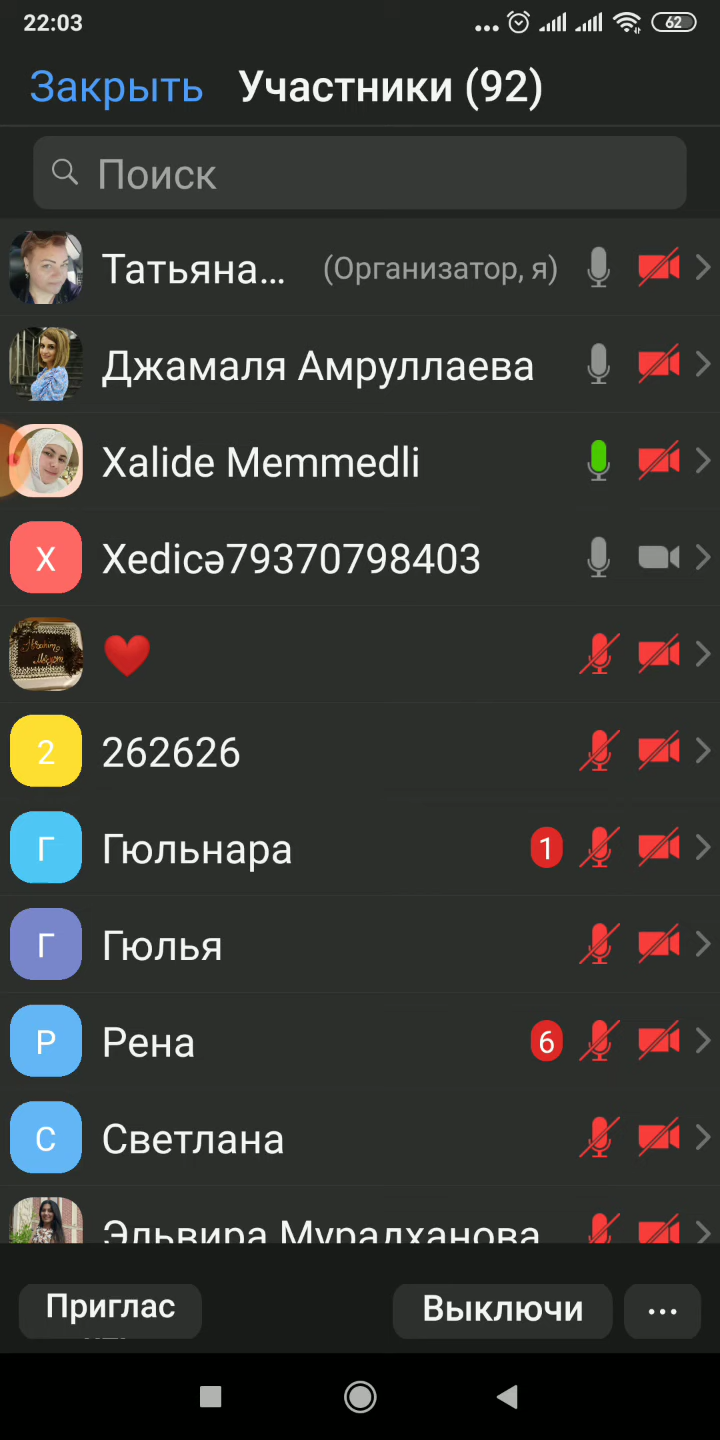 22:03
62
Закрыть Участники (92)
Поиск
Татьяна... (Организатор, я)
Джамаля Амруллаева
Xalide Memmedli
X Xedicə79370798403
2 262626
Г Гюльнара 1
Г Гюлья
Р Рена 6
С Светлана
Эльвира Мурадханова
Приглас Выключи ...